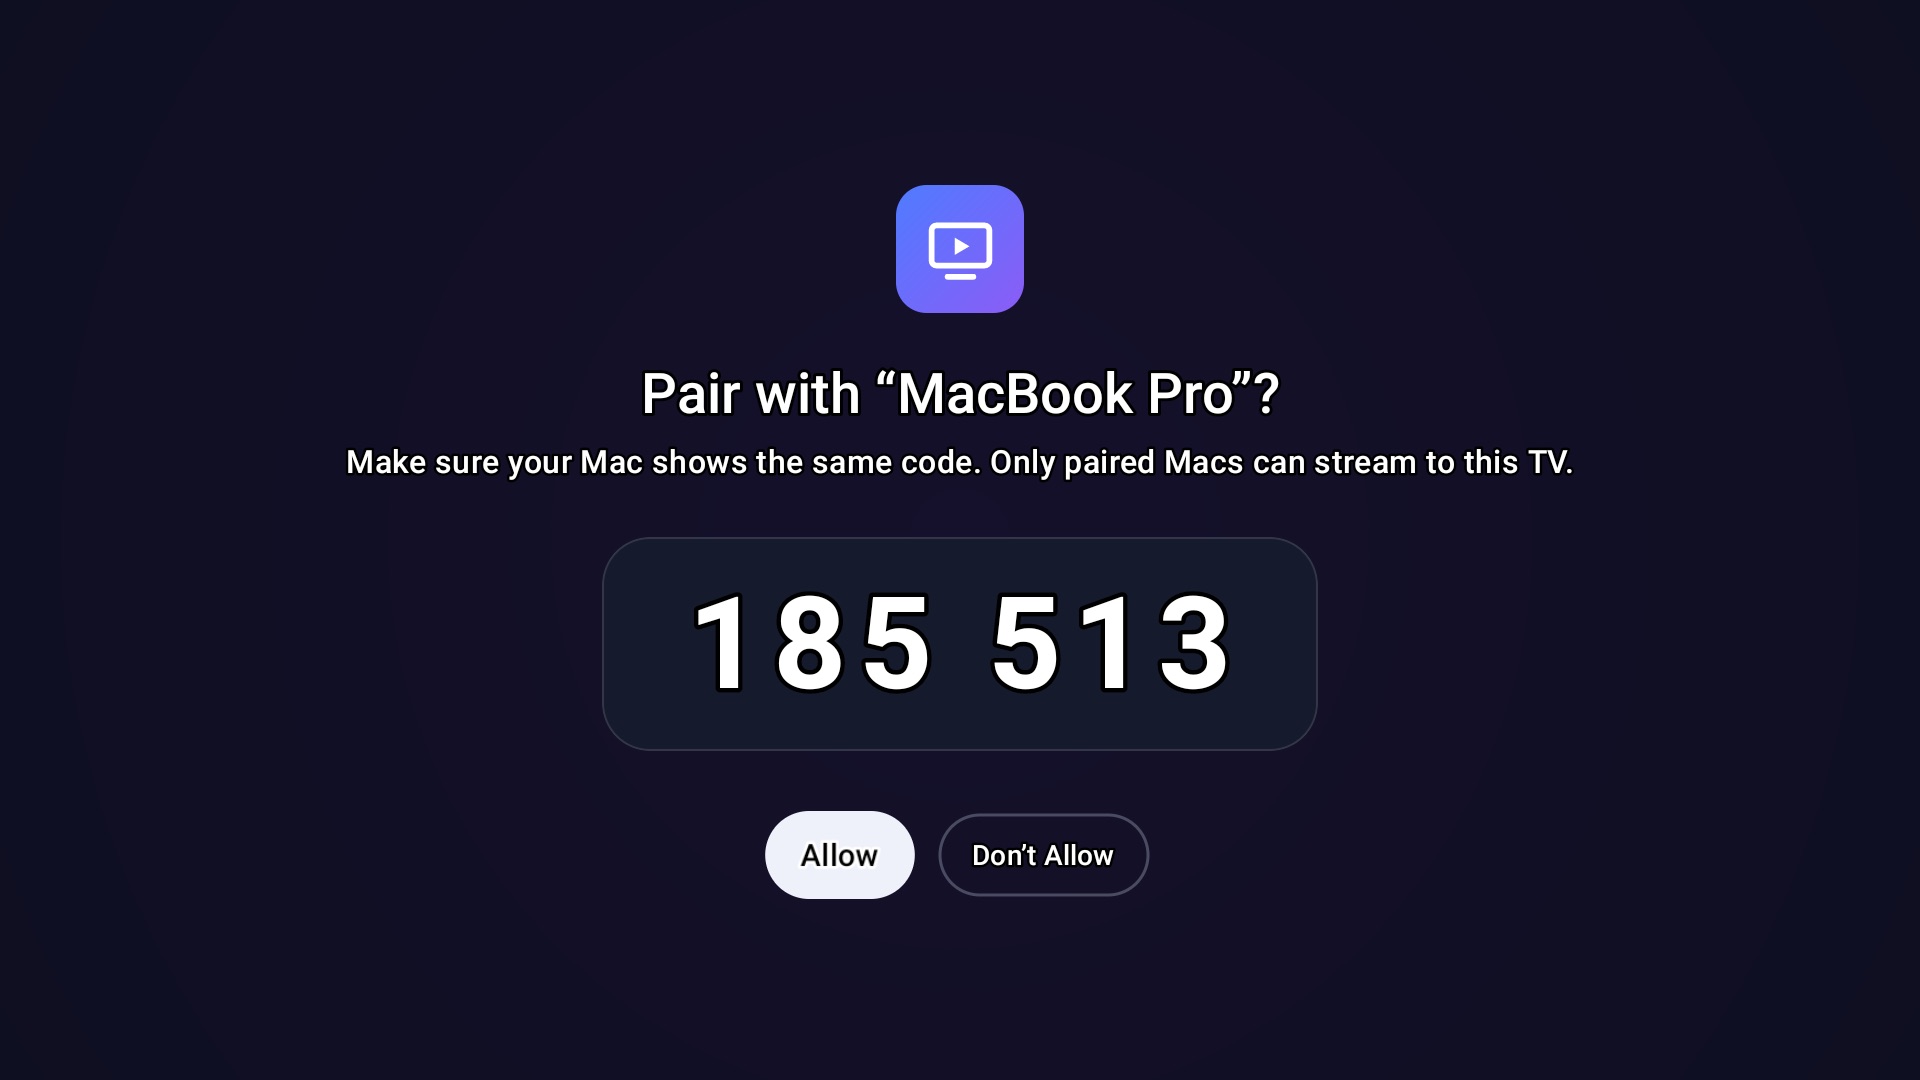 Pair with “MacBook Pro”?
Make sure your Mac shows the same code. Only paired Macs can stream to this TV.
185 513
Allow
Don’t Allow